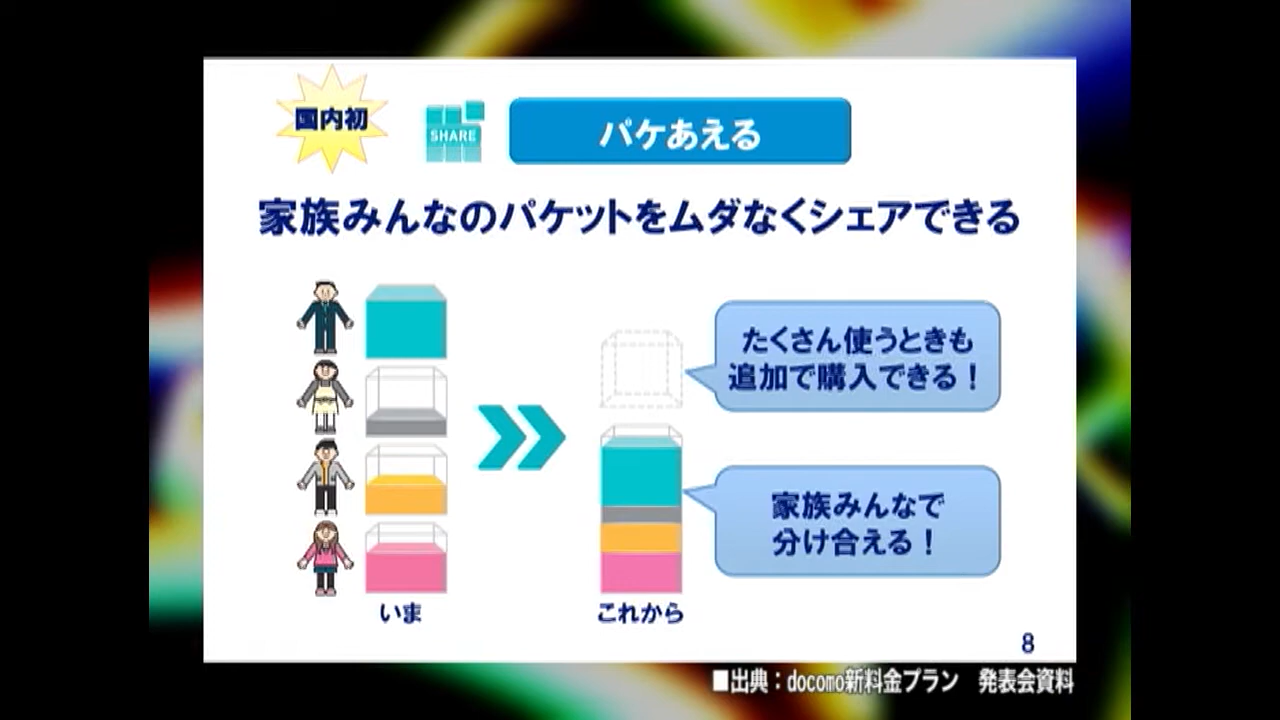 国内初
SHARE
パケあえる
家族みんなのパケットをムダなくシェアできる
たくさん使うときも
追加で購入できる！
家族みんなで
分け合える！
いま
これから
8
■出典：docomo新料金プラン　発表会資料